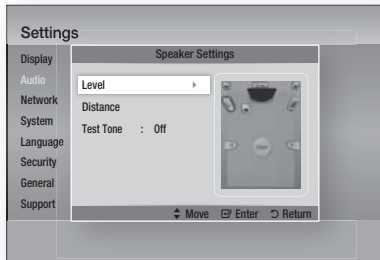 Settings
Display
Audio
Network
System
Language
Security
General
Support
Speaker Settings
Level
Distance
Test Tone : Off
Move Enter Return